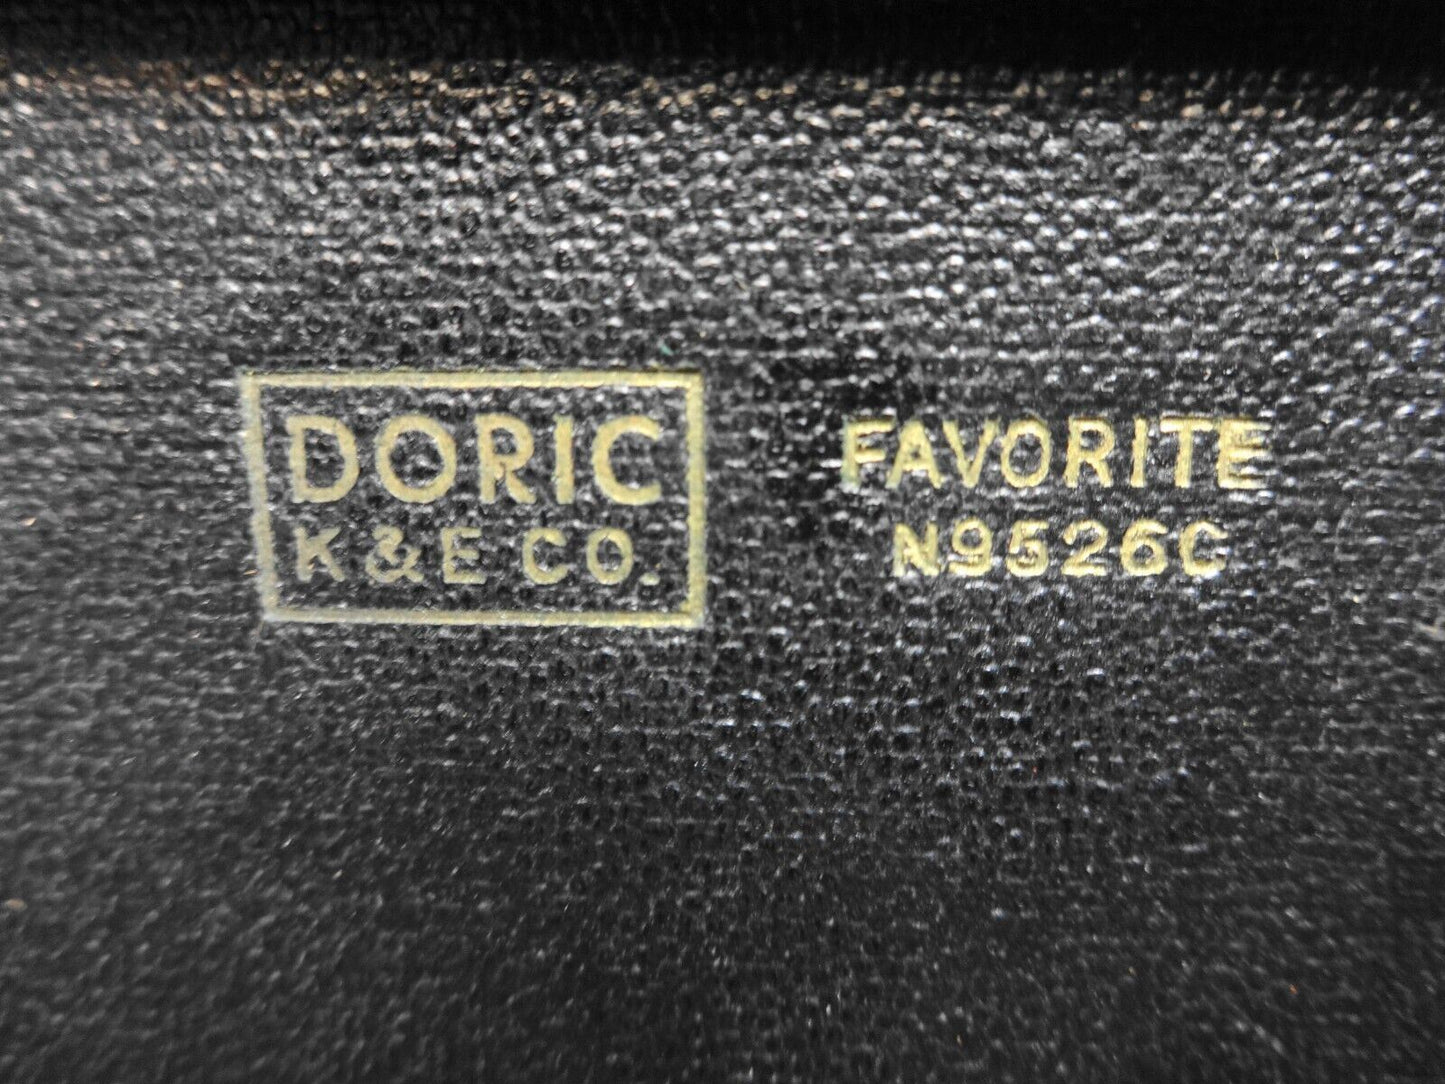 DORIC
K & E CO.
FAVORITE
N9526C